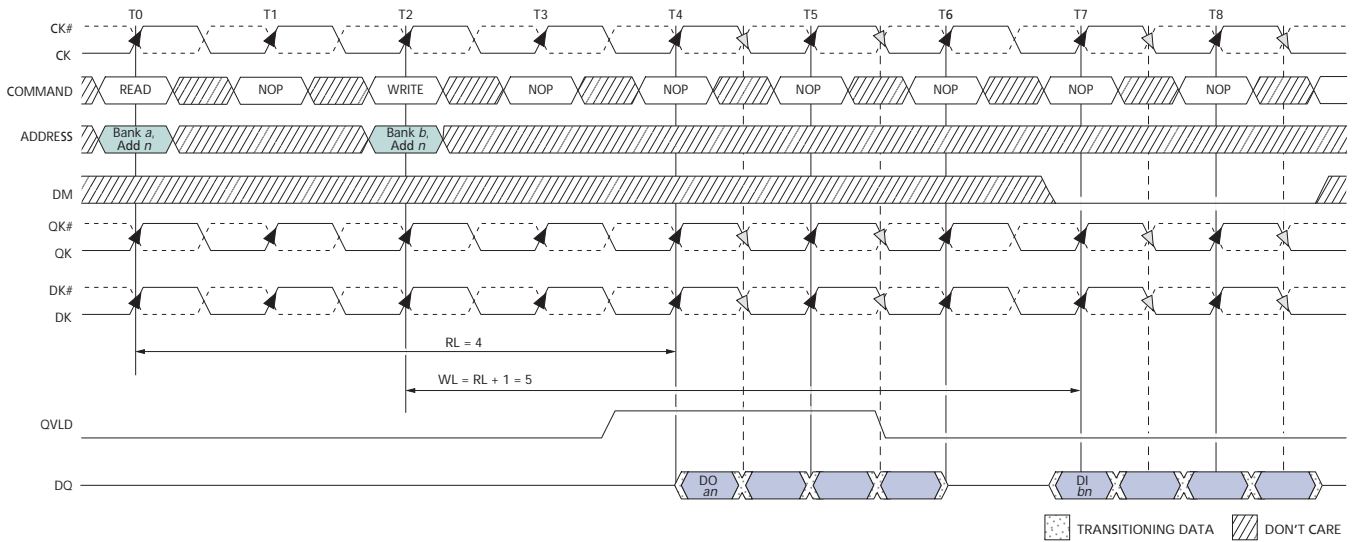 T0 T1 T2 T3 T4 T5 T6 T7 T8
CK#
CK
COMMAND READ NOP WRITE NOP NOP NOP NOP NOP NOP
ADDRESS Bank a, Bank b,
Add n Add n
DM
QK#
QK
DK#
DK
RL = 4
WL = RL + 1 = 5
QVLD
DQ DO DI
an bn
TRANSITIONING DATA DON'T CARE